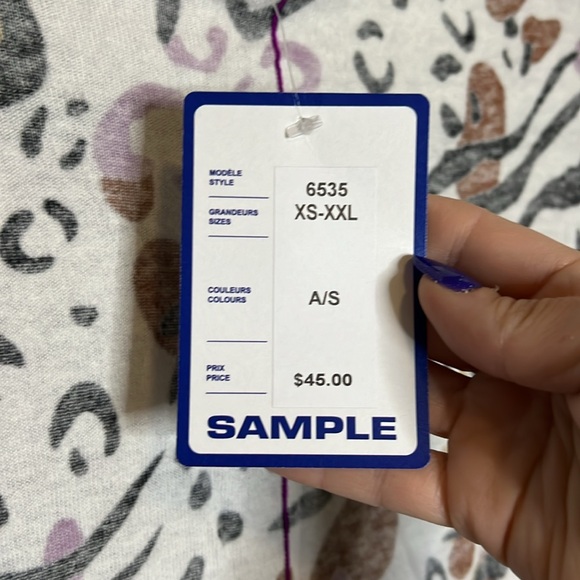 MODÈLE
STYLE
6535
GRANDEURS
SIZES
XS-XXL
COULEURS
COLOURS
A/S
PRIX
PRICE
$45.00
SAMPLE